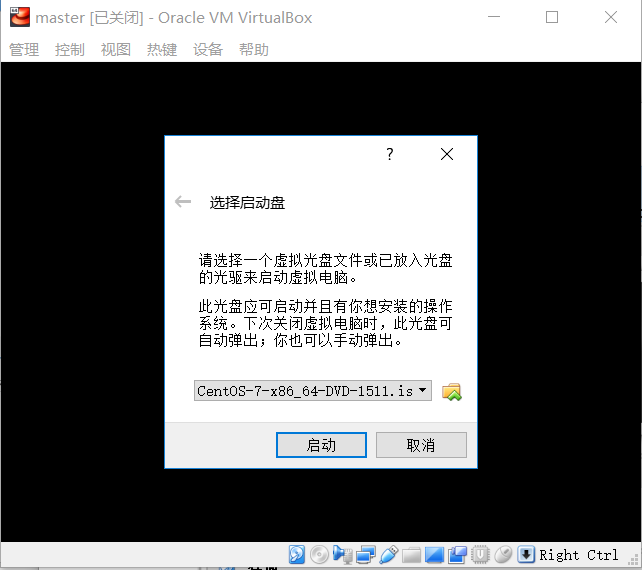 master [已关闭] - Oracle VM VirtualBox
管理 控制 视图 热键 设备 帮助
?
选择启动盘
请选择一个虚拟光盘文件或已放入光盘
的光驱来启动虚拟电脑。
此光盘应可启动并且有你想安装的操作
系统。下次关闭虚拟电脑时，此光盘可
自动弹出；你也可以手动弹出。
CentOS-7-x86_64-DVD-1511.is
启动 取消
Right Ctrl